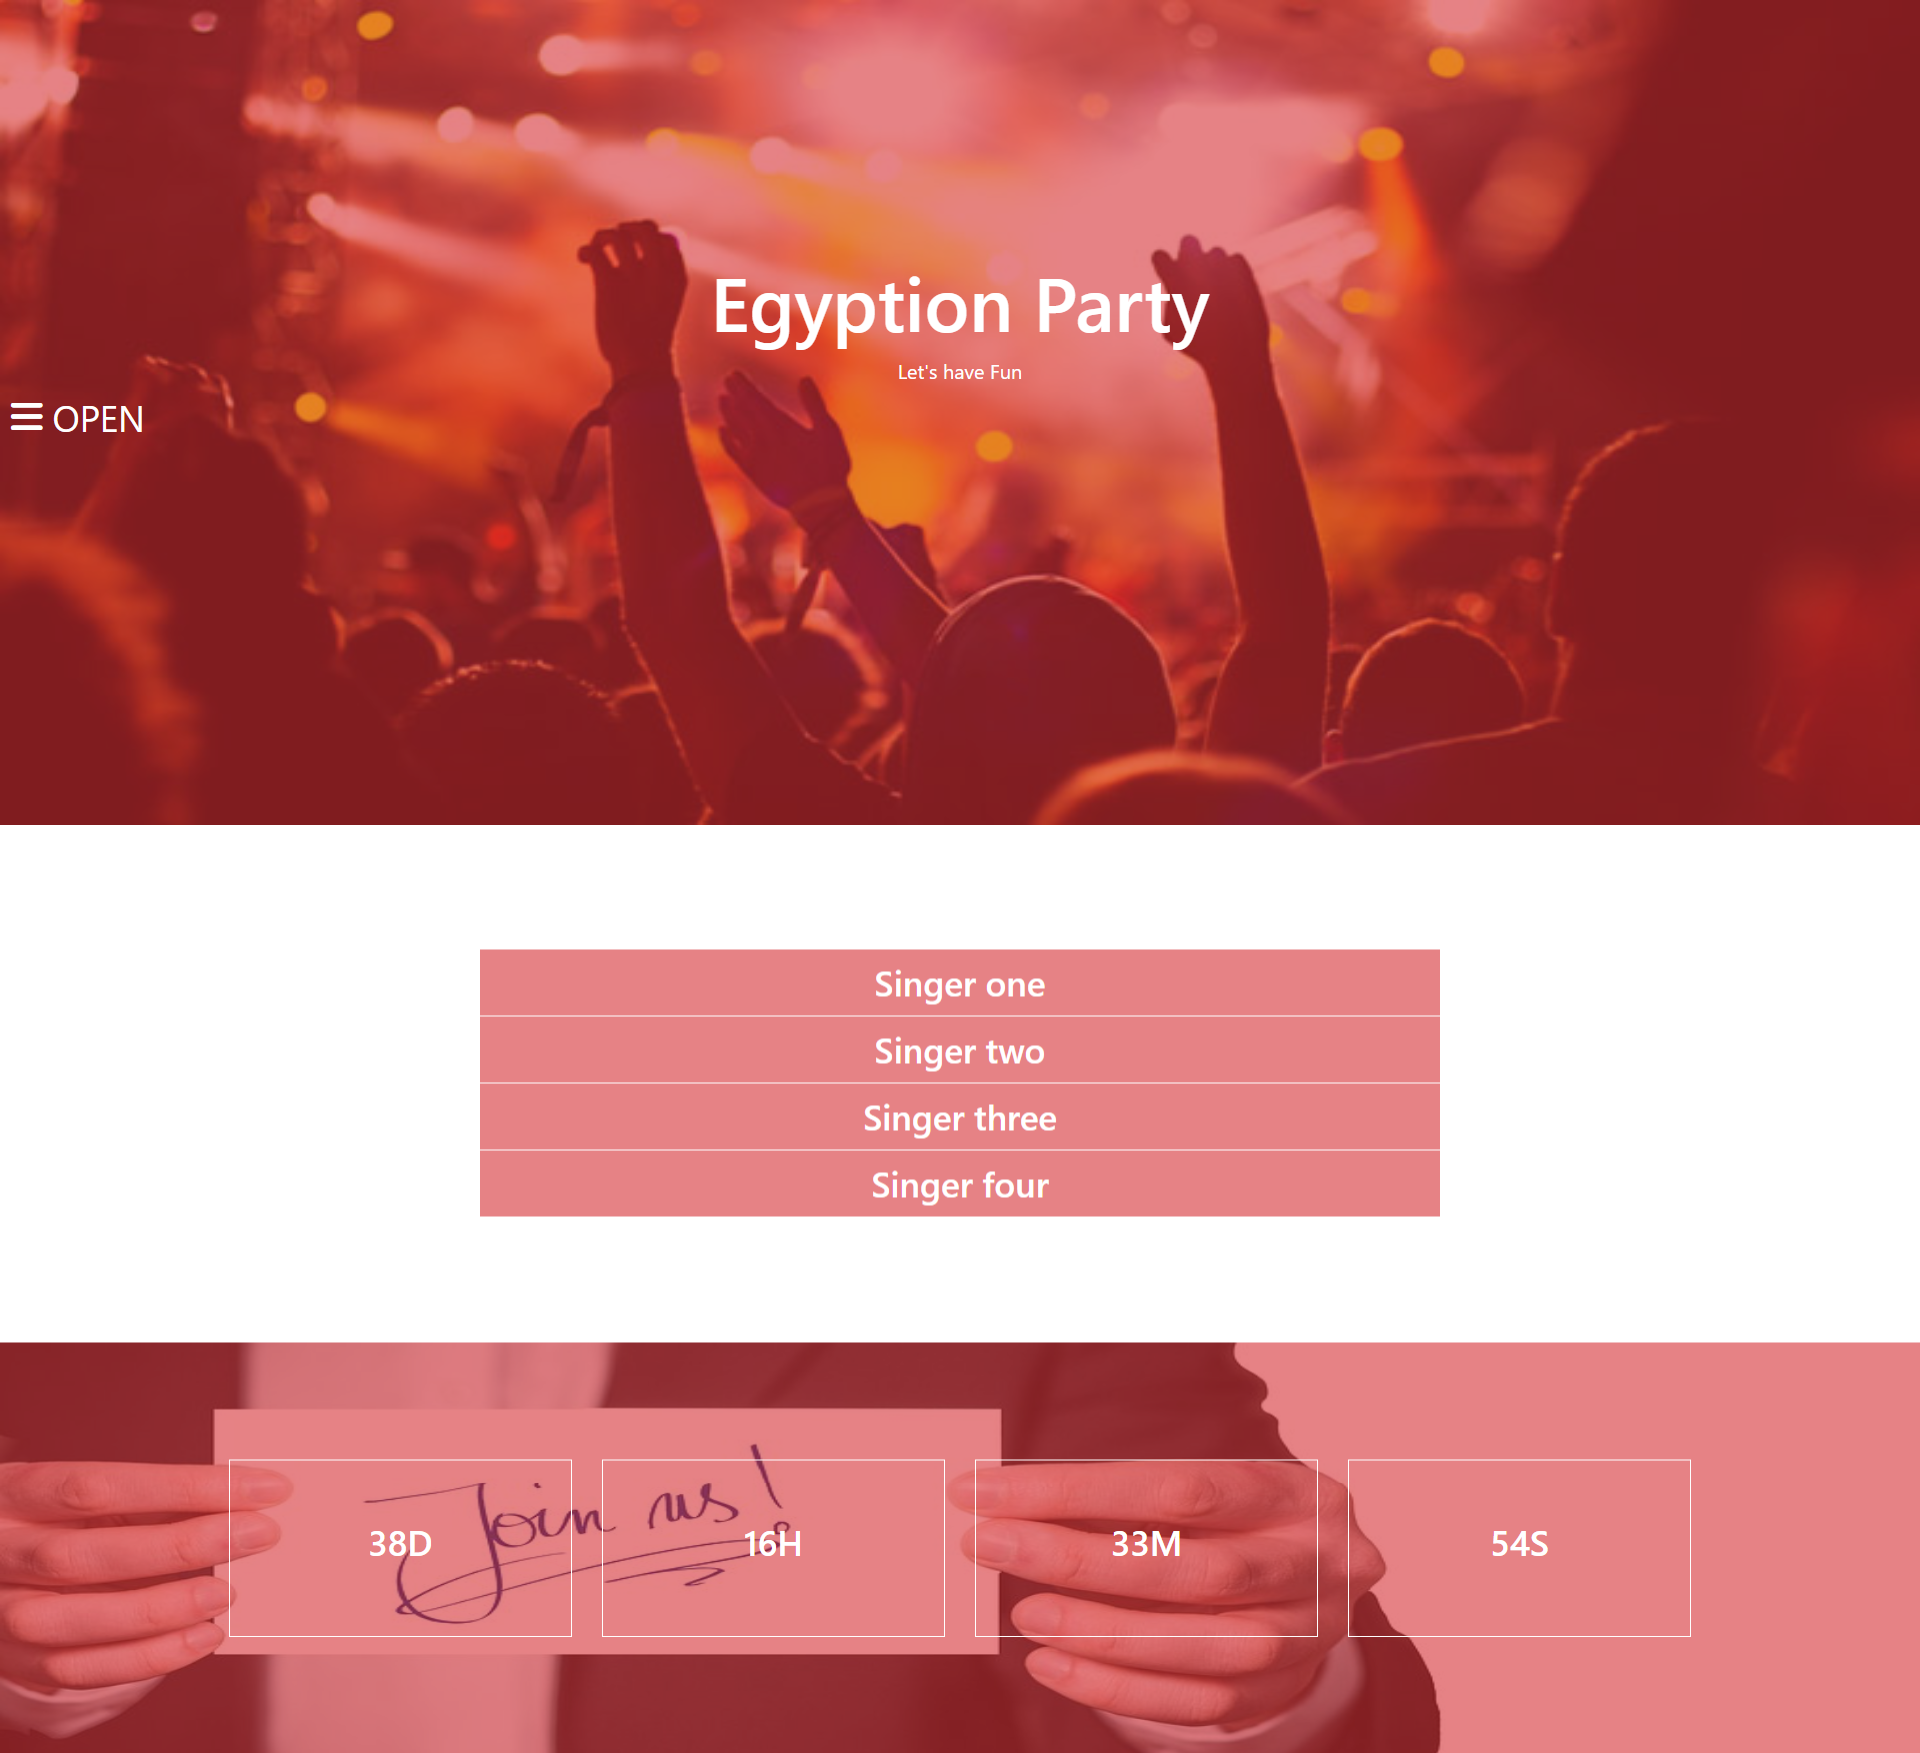 Egyption Party
Let's have Fun
OPEN
Singer one
Singer two
Singer three
Singer four
Join us!
38D
16H
33M
54S